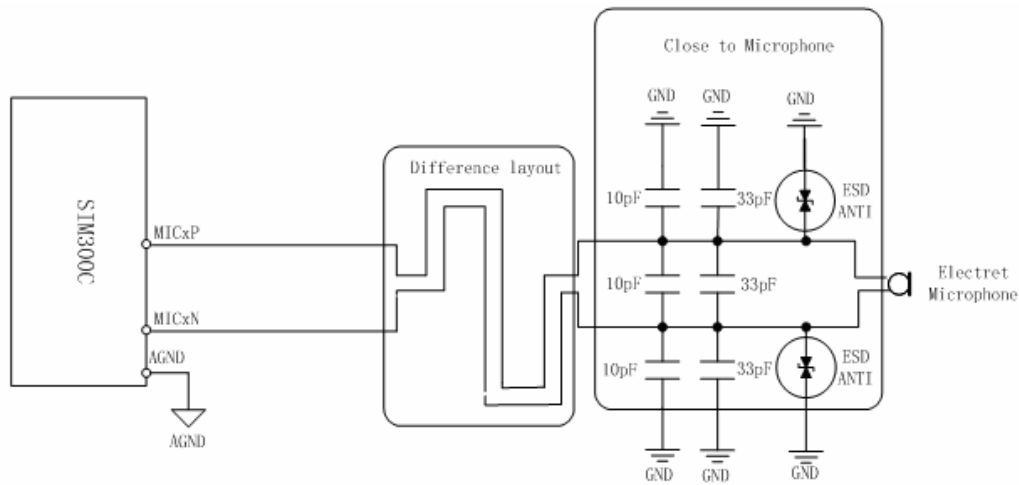 Close to Microphone
GND
GND
GND
Difference layout
10pF
33pF
ESD
ANTI
SIM300C
MICxP
10pF
33pF
Electret
Microphone
MICxN
AGND
10pF
33pF
ESD
ANTI
AGND
GND
GND
GND